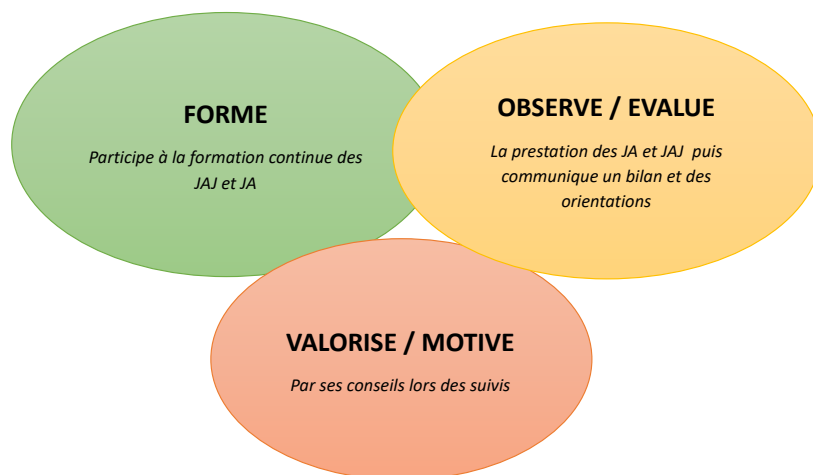 FORME
Participe à la formation continue des
JAJ et JA
OBSERVE / EVALUE
La prestation des JA et JAJ puis
communique un bilan et des
orientations
VALORISE / MOTIVE
Par ses conseils lors des suivis